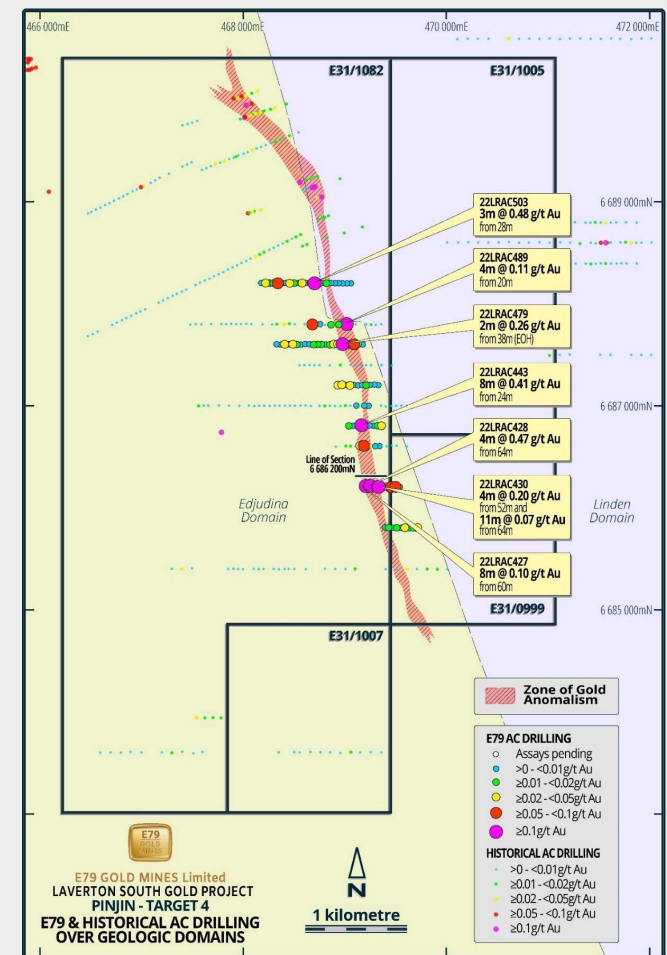 466 000mE
468 000mE
470 000mE
472 000mE
E31/1082
E31/1005
6 689 000mN
22LRAC503
3m @ 0.48 g/t Au
from 28m
22LRAC489
4m @ 0.11 g/t Au
from 20m
22LRAC479
2m @ 0.26 g/t Au
from 38m (EOH)
6 687 000mN
22LRAC443
8m @ 0.41 g/t Au
from 24m
22LRAC428
4m @ 0.47 g/t Au
from 64m
Line of Section
6 686 200mN
22LRAC430
4m @ 0.20 g/t Au
from 52m and
11m @ 0.07 g/t Au
from 64m
Edjudina
Domain
Linden
Domain
22LRAC427
8m @ 0.10 g/t Au
from 60m
E31/0999
6 685 000mN
E31/1007
Zone of Gold
Anomalism
E79 AC DRILLING
Assays pending
>0 - <0.01g/t Au
≥0.01 - <0.02g/t Au
≥0.02 - <0.05g/t Au
≥0.05 - <0.1g/t Au
≥0.1g/t Au
HISTORICAL AC DRILLING
>0 - <0.01g/t Au
≥0.01 - <0.02g/t Au
≥0.02 - <0.05g/t Au
≥0.05 - <0.1g/t Au
≥0.1g/t Au
E79
GOLD
MINES
E79 GOLD MINES Limited
LAVERTON SOUTH GOLD PROJECT
PINJIN - TARGET 4
E79 & HISTORICAL AC DRILLING
OVER GEOLOGIC DOMAINS
N
1 kilometre